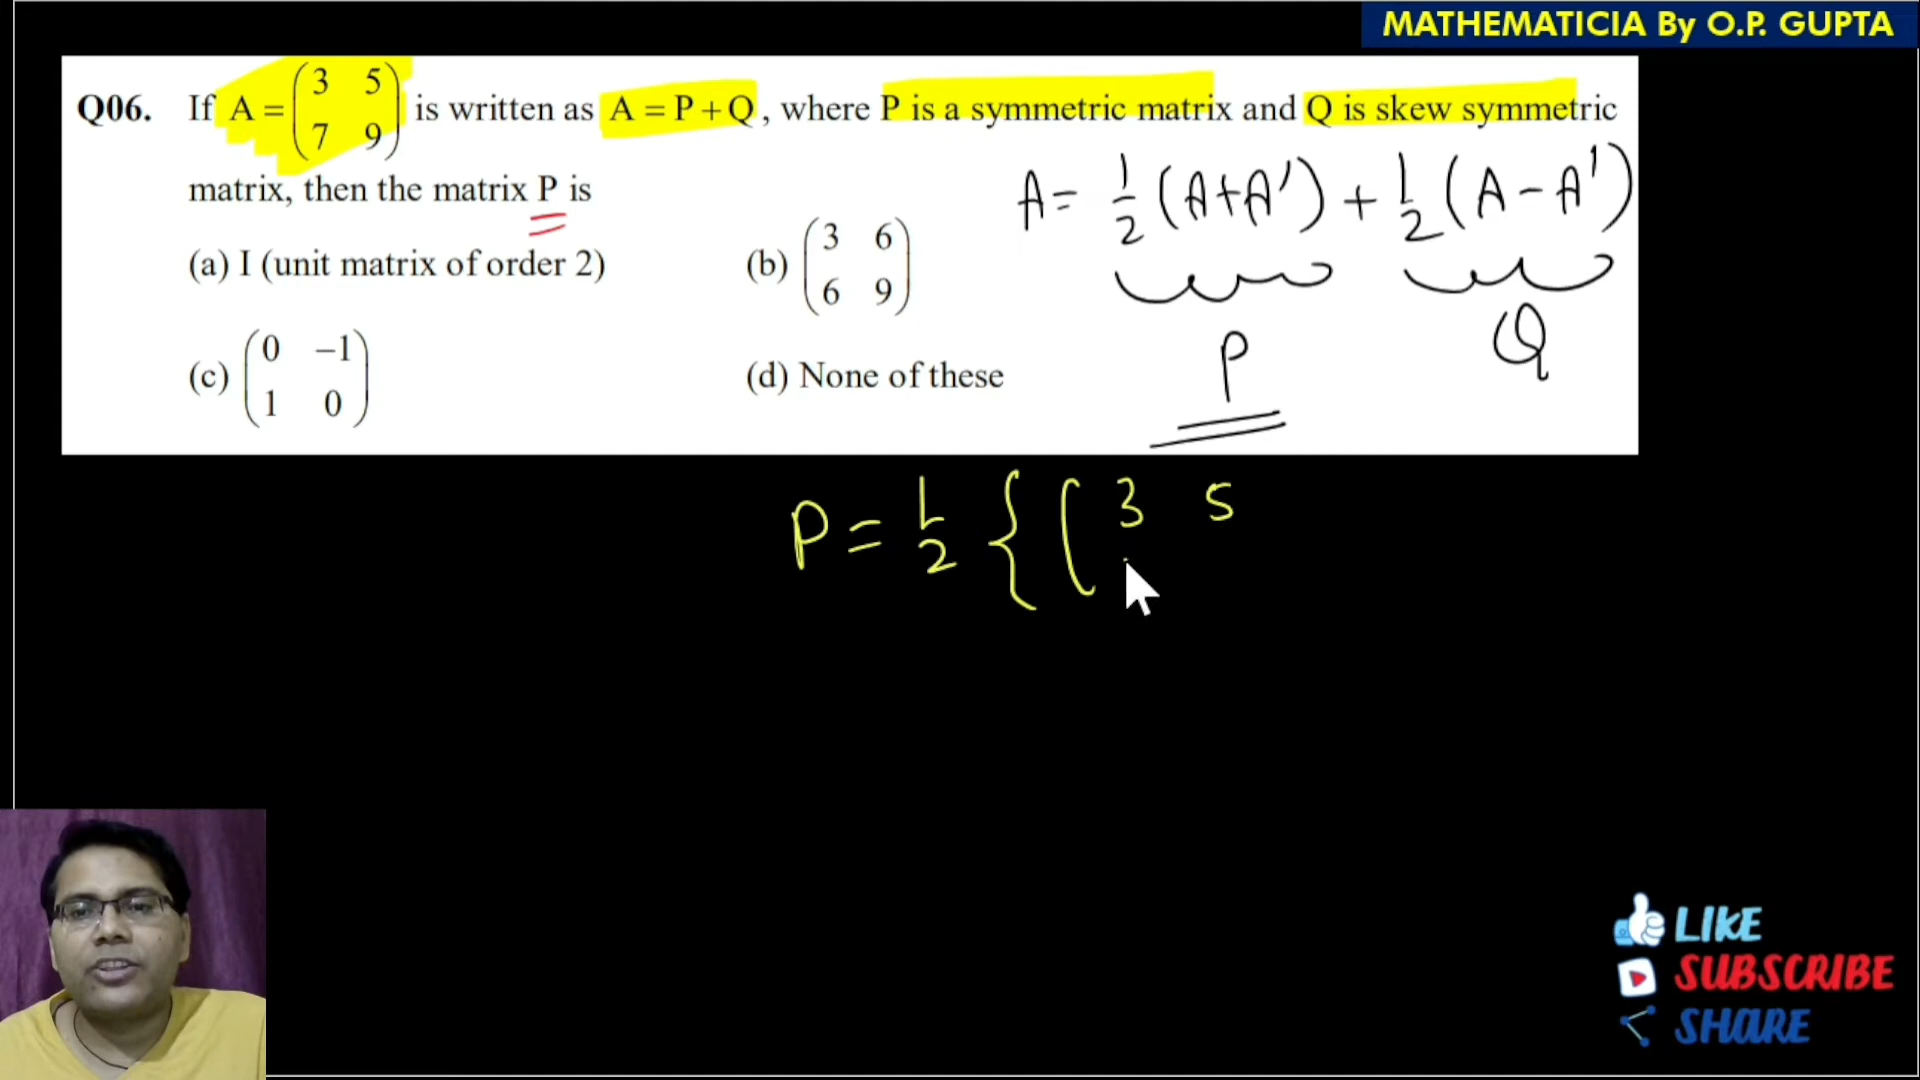 MATHEMATICIA By O.P. GUPTA
Q06. If A = (3 5 7 9) is written as A = P + Q, where P is a symmetric matrix and Q is skew symmetric
matrix, then the matrix P is
A = 1/2 (A+A') + 1/2 (A-A')
P Q
(a) I (unit matrix of order 2) (b) (3 6 6 9)
(c) (0 -1 1 0) (d) None of these
P = 1/2 { ( 3 5
LIKE
SUBSCRIBE
SHARE